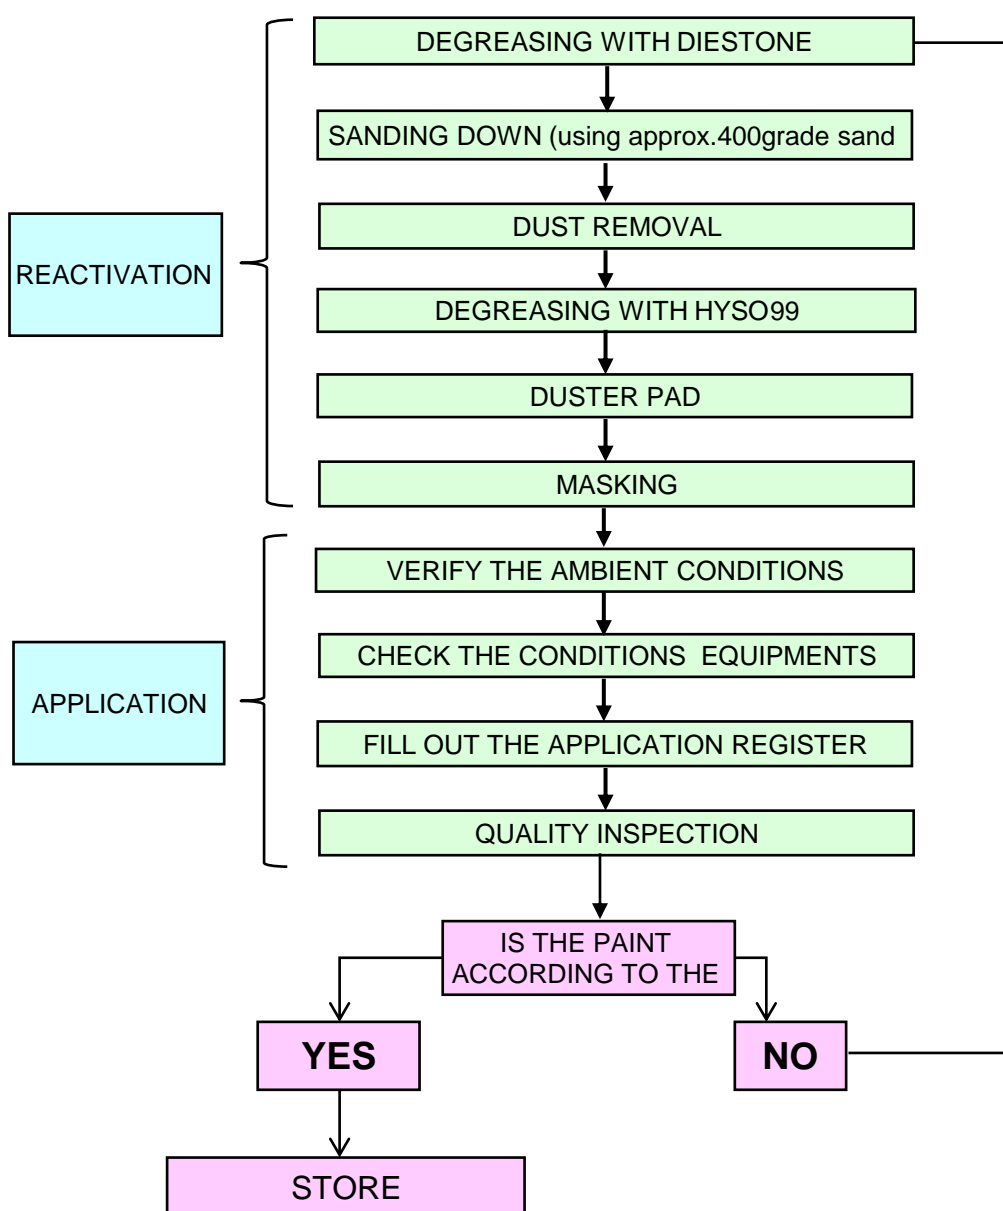 DEGREASING WITH DIESTONE
SANDING DOWN (using approx.400grade sand
DUST REMOVAL
REACTIVATION
DEGREASING WITH HYSO99
DUSTER PAD
MASKING
VERIFY THE AMBIENT CONDITIONS
CHECK THE CONDITIONS EQUIPMENTS
APPLICATION
FILL OUT THE APPLICATION REGISTER
QUALITY INSPECTION
IS THE PAINT
ACCORDING TO THE
YES
NO
STORE